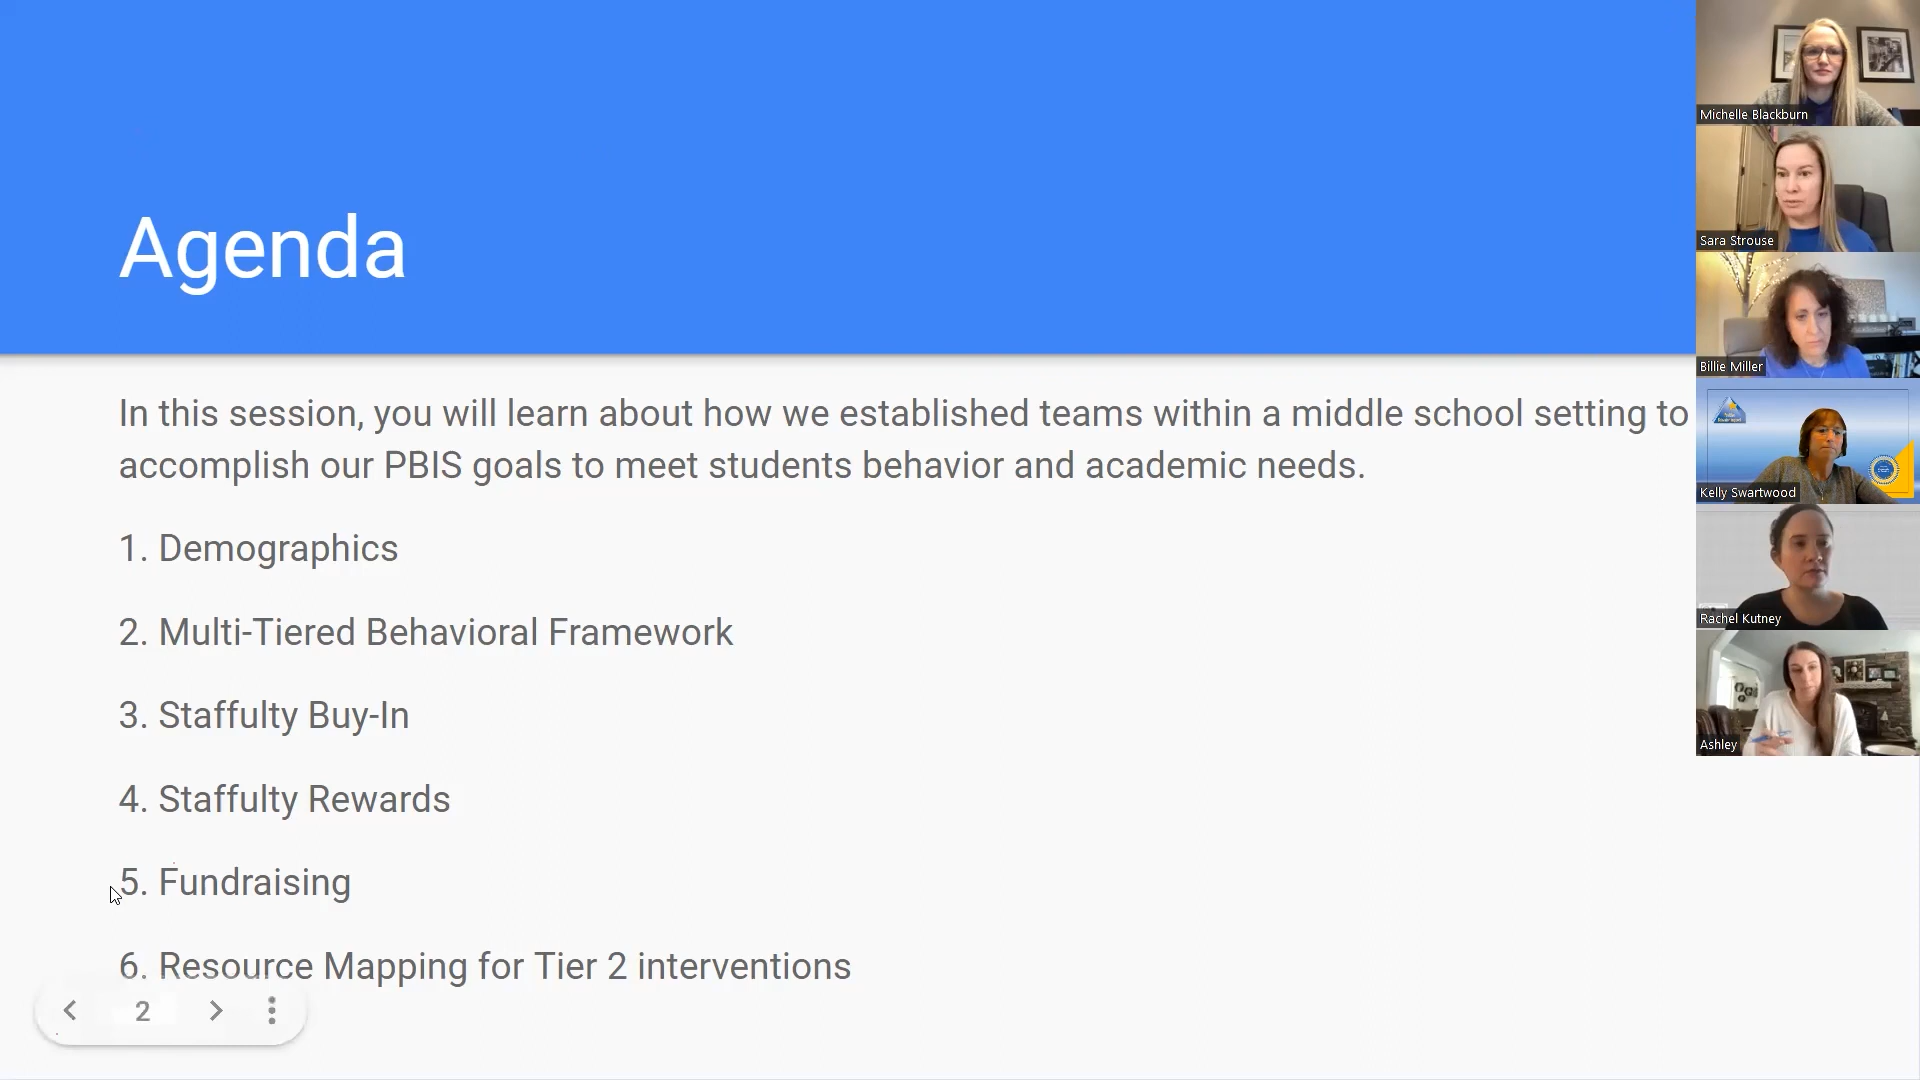 Agenda
In this session, you will learn about how we established teams within a middle school setting to
accomplish our PBIS goals to meet students behavior and academic needs.
1. Demographics
2. Multi-Tiered Behavioral Framework
3. Staffulty Buy-In
4. Staffulty Rewards
5. Fundraising
6. Resource Mapping for Tier 2 interventions
2
Michelle Blackburn
Sara Strouse
Billie Miller
Kelly Swartwood
Rachel Kutney
Ashley